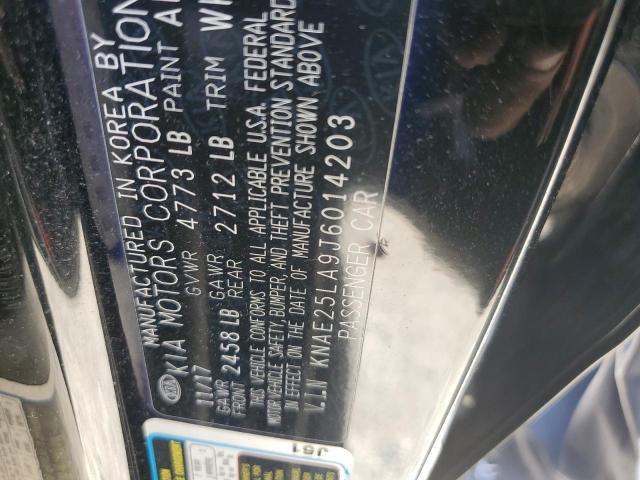 MANUFACTURED IN KOREA BY
KIA KIA MOTORS CORPORATION
11/17 GVWR 4773 LB PAINT
GAWR FRONT 2458 LB GAWR REAR 2712 LB TRIM
THIS VEHICLE CONFORMS TO ALL APPLICABLE U.S.A. FEDERAL
MOTOR VEHICLE SAFETY, BUMPER, AND THEFT PREVENTION STANDARD
IN EFFECT ON THE DATE OF MANUFACTURE SHOWN ABOVE
V.I.N KNAE25LA9J6014203
PASSENGER CAR
J51